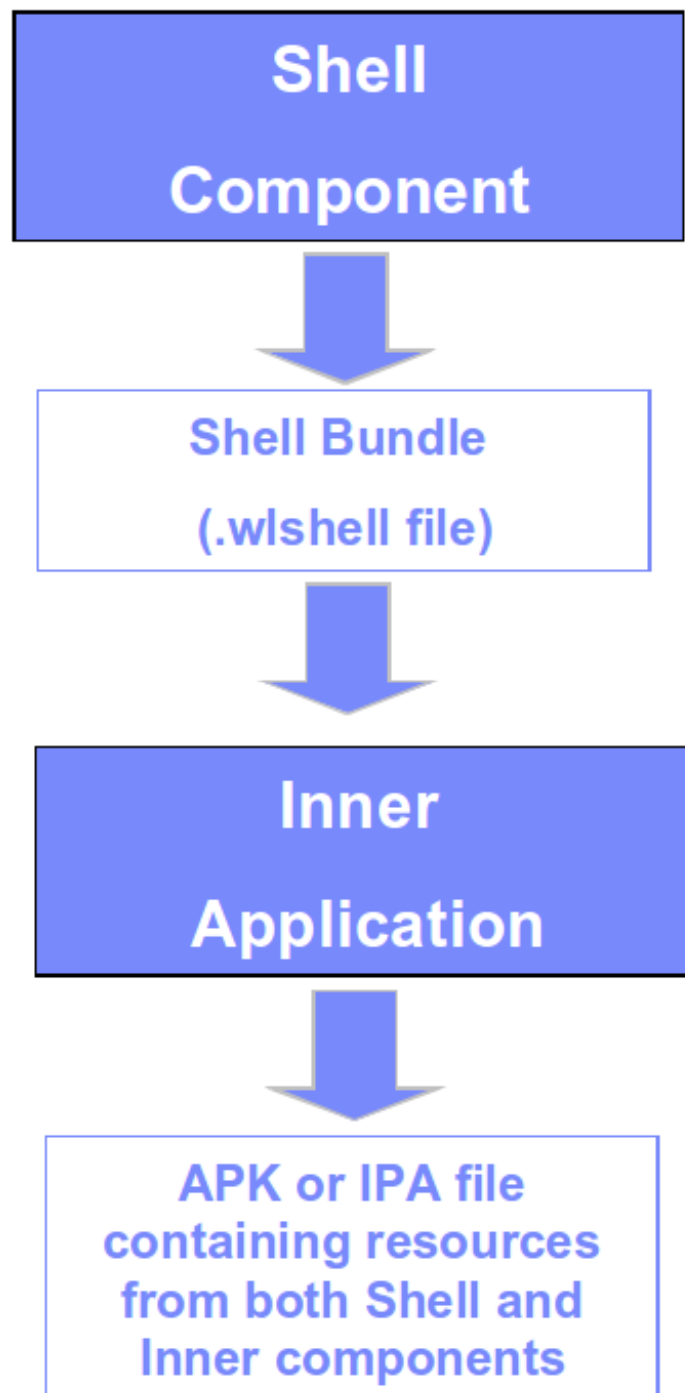 Shell
Component
Shell Bundle
(.wlshell file)
Inner
Application
APK or IPA file
containing resources
from both Shell and
Inner components